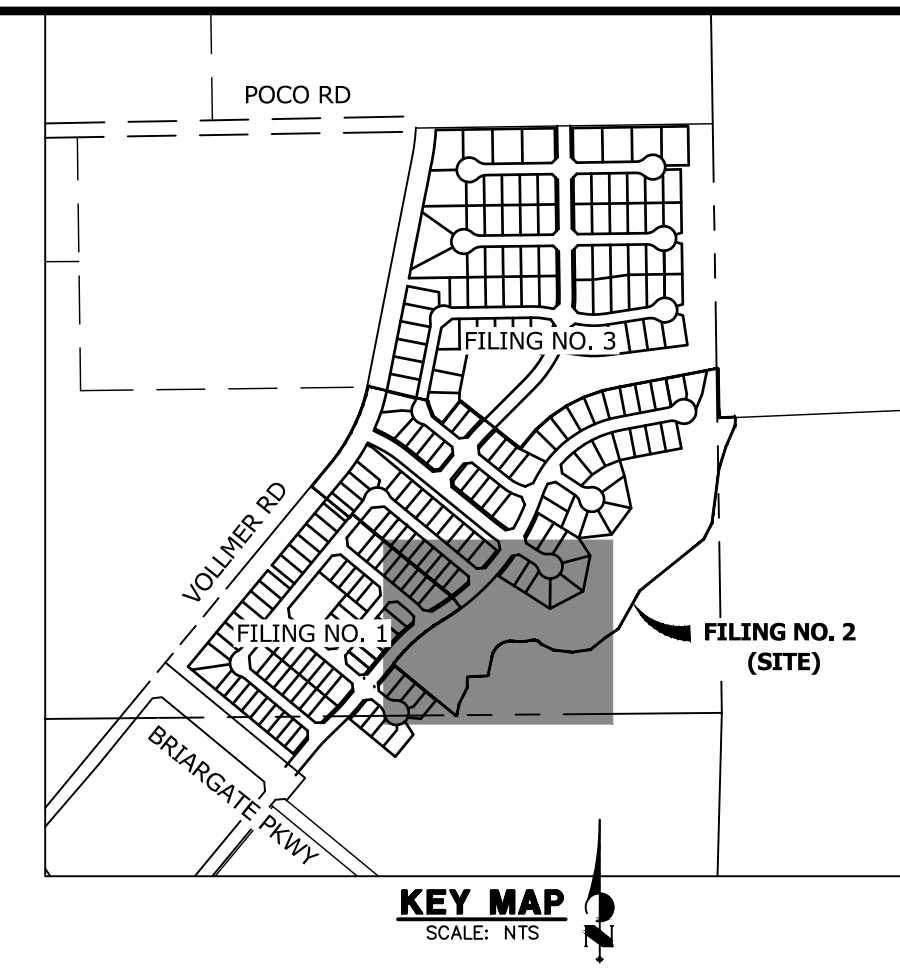 POCO RD
FILING NO. 3
VOLLMER RD
FILING NO. 1
FILING NO. 2
(SITE)
BRIARGATE PKWY
KEY MAP
SCALE: NTS
N